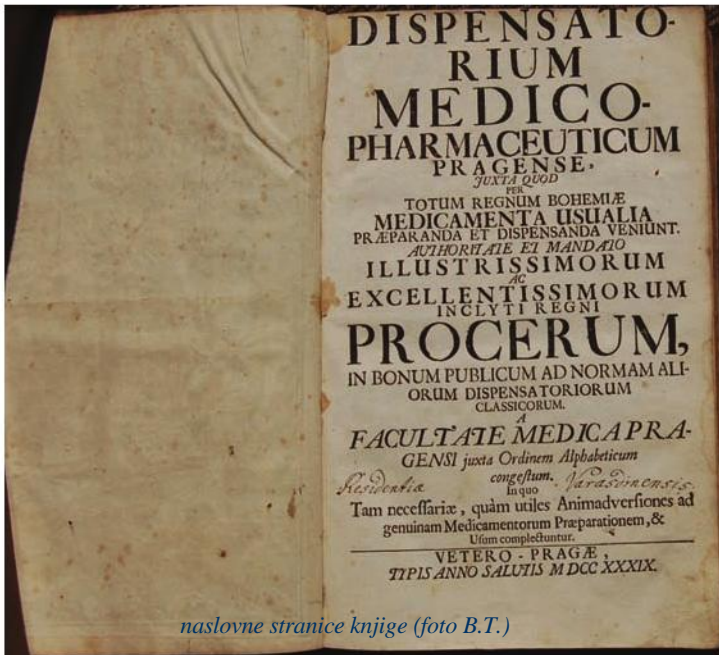 DISPENSATO-
RIUM
MEDICO-
PHARMACEUTICUM
PRAGENSE,
JUXTA QUOD
PER
TOTUM REGNUM BOHEMIÆ
MEDICAMENTA USUALIA
PRÆPARANDA ET DISPENSANDA VENIUNT.
AUTHORITATE ET MANDATO
ILLUSTRISSIMORUM
AC
EXCELLENTISSIMORUM
INCLYTI REGNI
PROCERUM,
IN BONUM PUBLICUM AD NORMAM ALI-
ORUM DISPENSATORIORUM
CLASSICORUM.
A
FACULTATE MEDICA PRA-
GENSI juxta Ordinem Alphabeticum
congeſtum.
Residentiæ Varasdinensis.
In quo
Tam neceſſariæ, quàm utiles Animadverſiones ad
genuinam Medicamentorum Præparationem, &
Uſum complectuntur.
VETERO-PRAGÆ,
TIPIS ANNO SALUTIS M DCC XXXIX.
naslovne stranice knjige (foto B.T.)